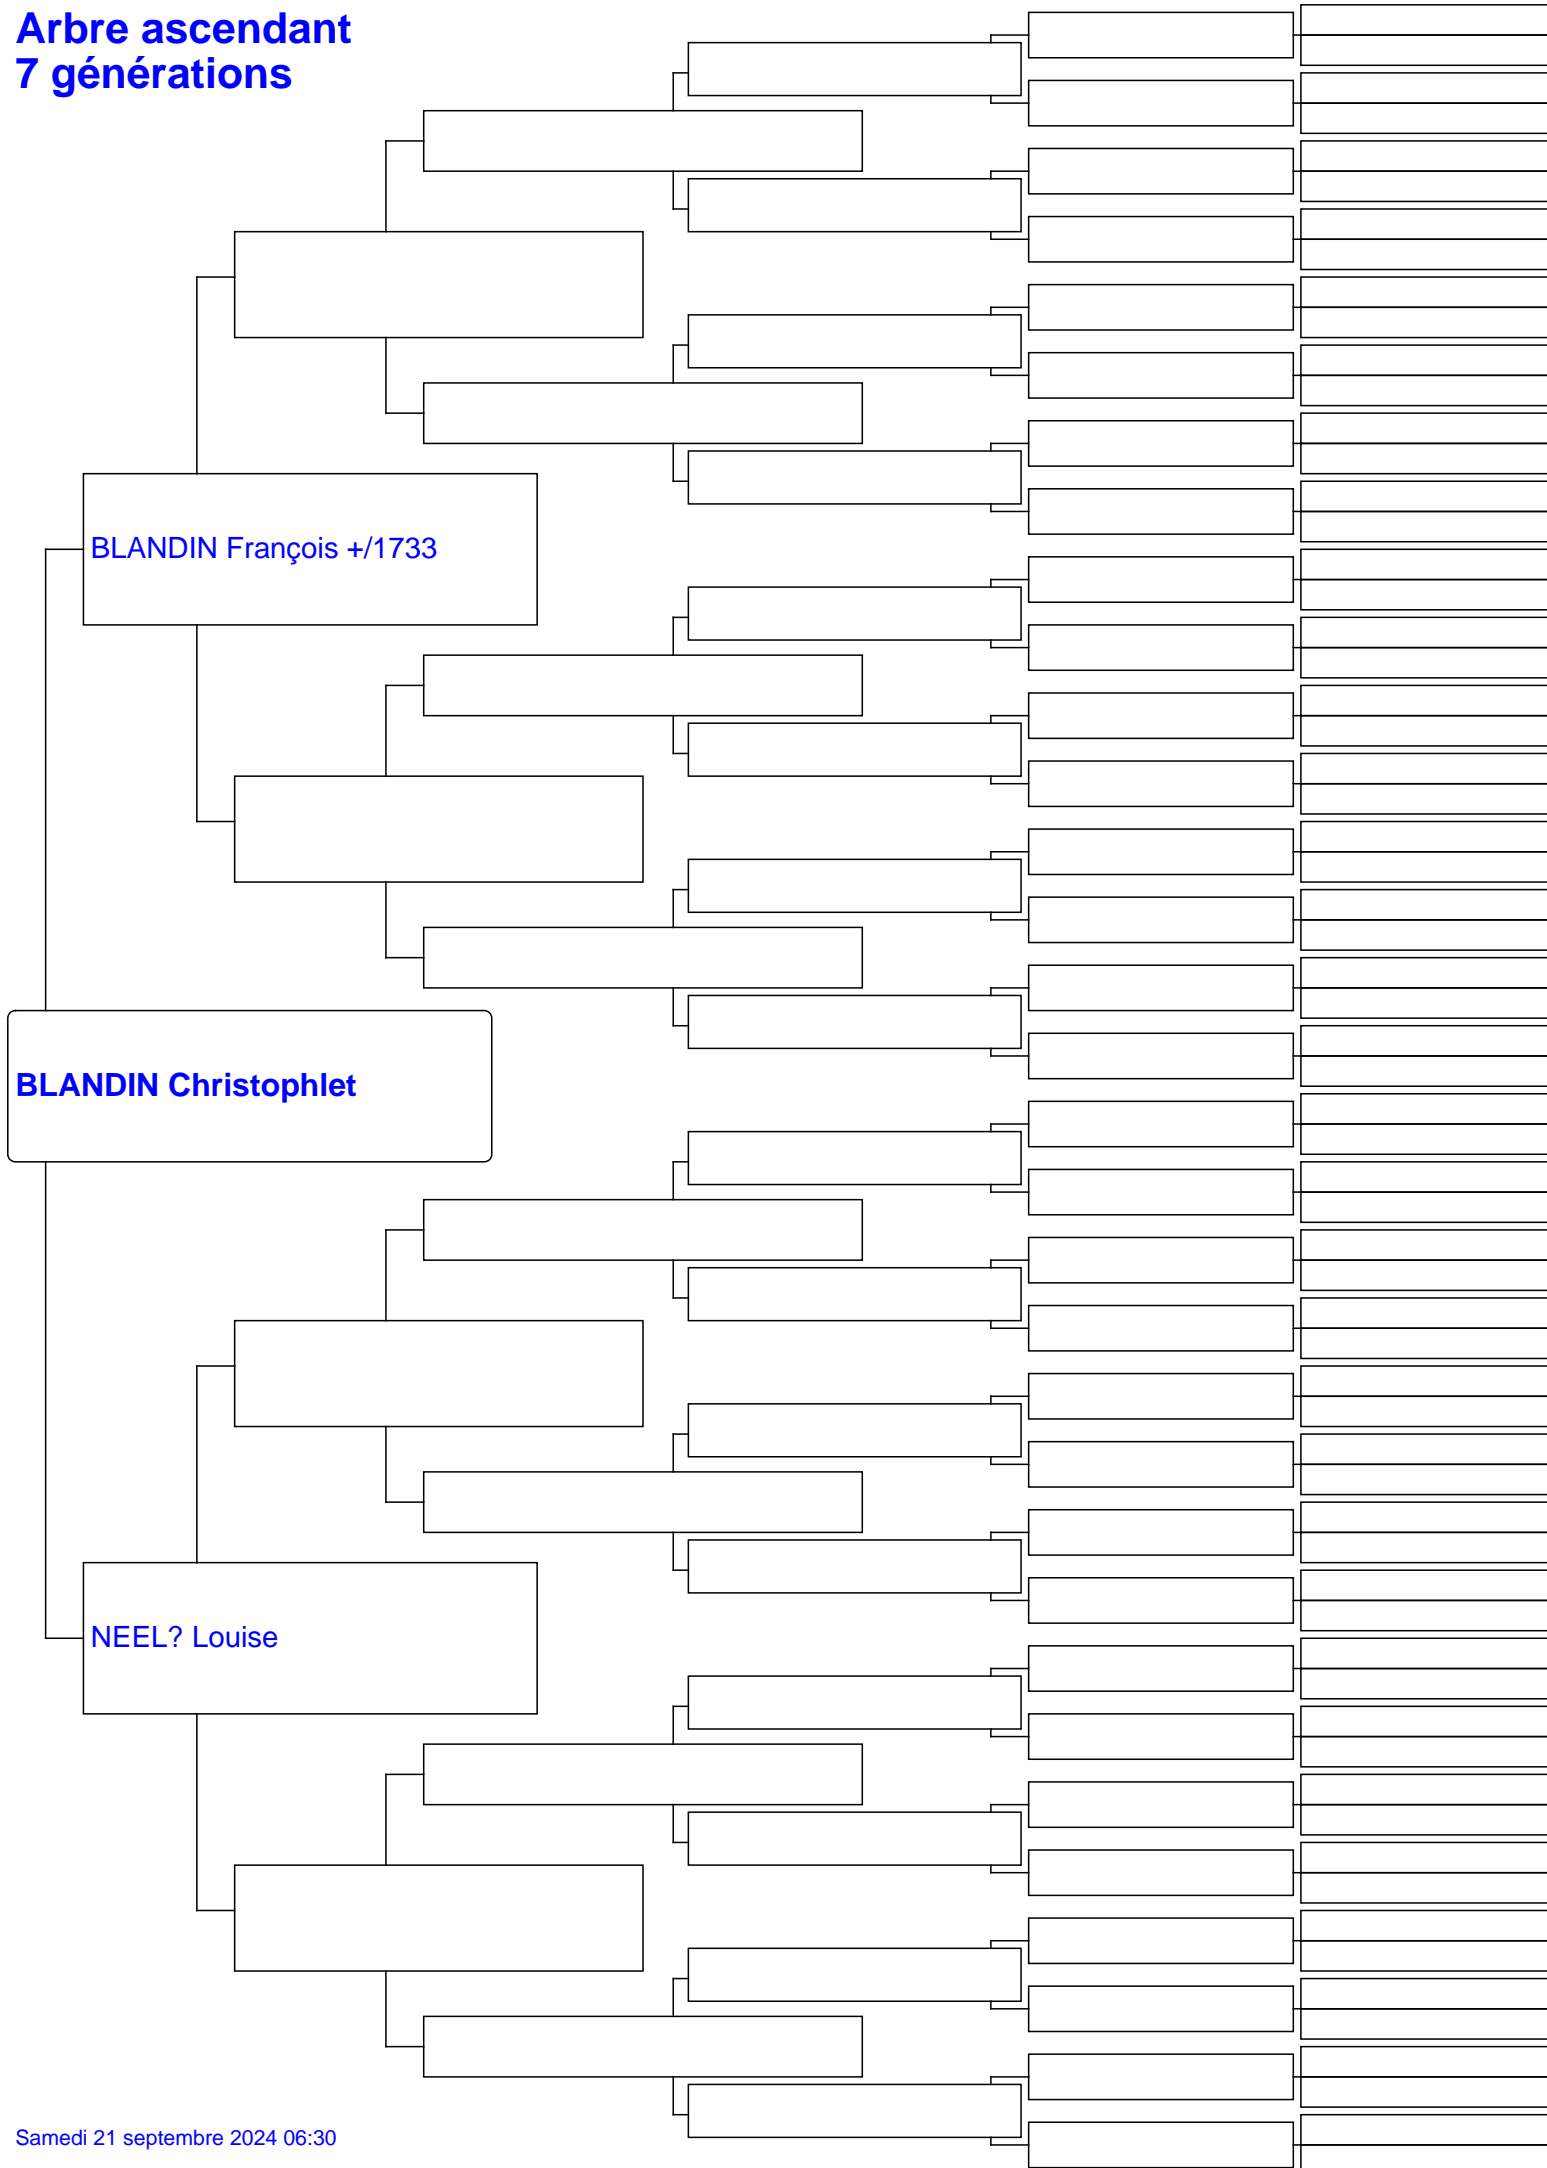 Arbre ascendant
7 générations
BLANDIN François +/1733
BLANDIN Christophlet
NEEL? Louise
Samedi 21 septembre 2024 06:30